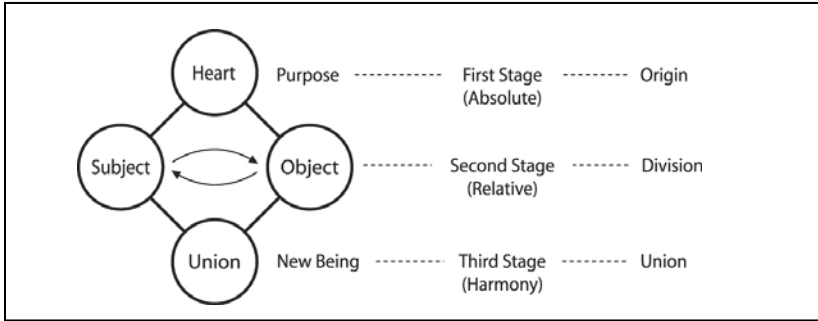 Heart Purpose First Stage Origin
(Absolute)
Subject Object Second Stage Division
(Relative)
Union New Being Third Stage Union
(Harmony)